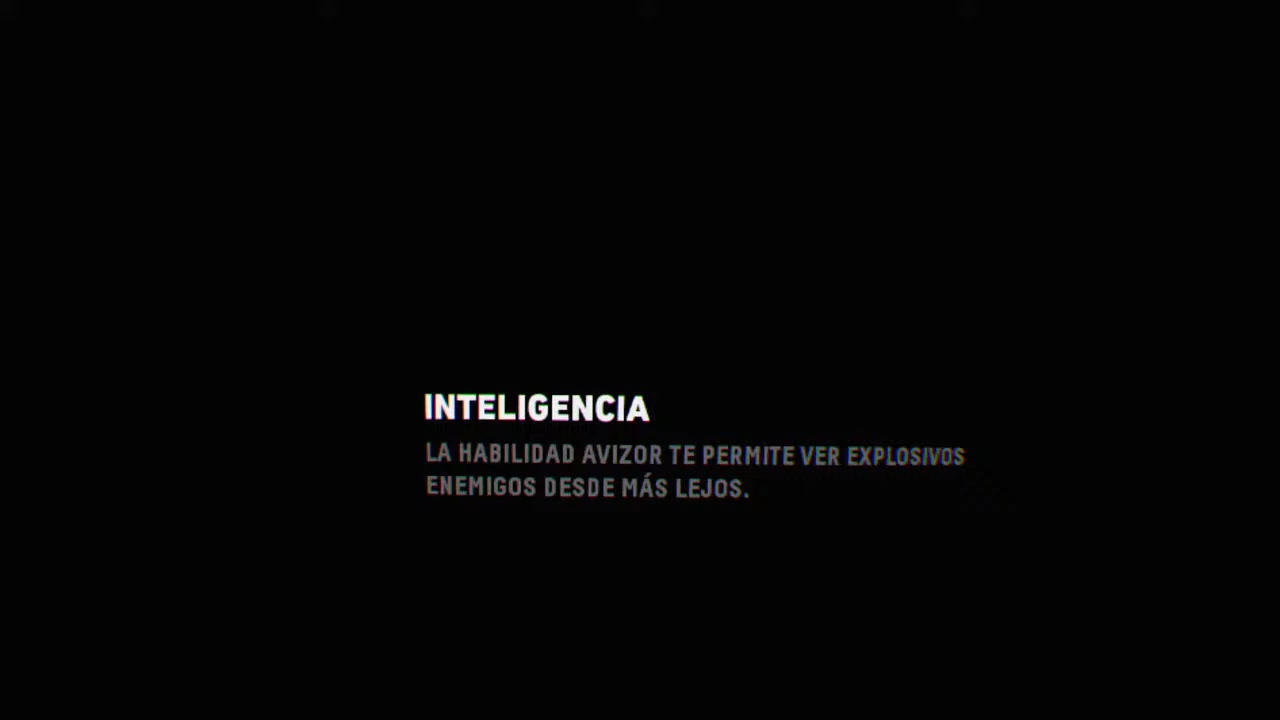 INTELIGENCIA
LA HABILIDAD AVIZOR TE PERMITE VER EXPLOSIVOS
ENEMIGOS DESDE MÁS LEJOS.